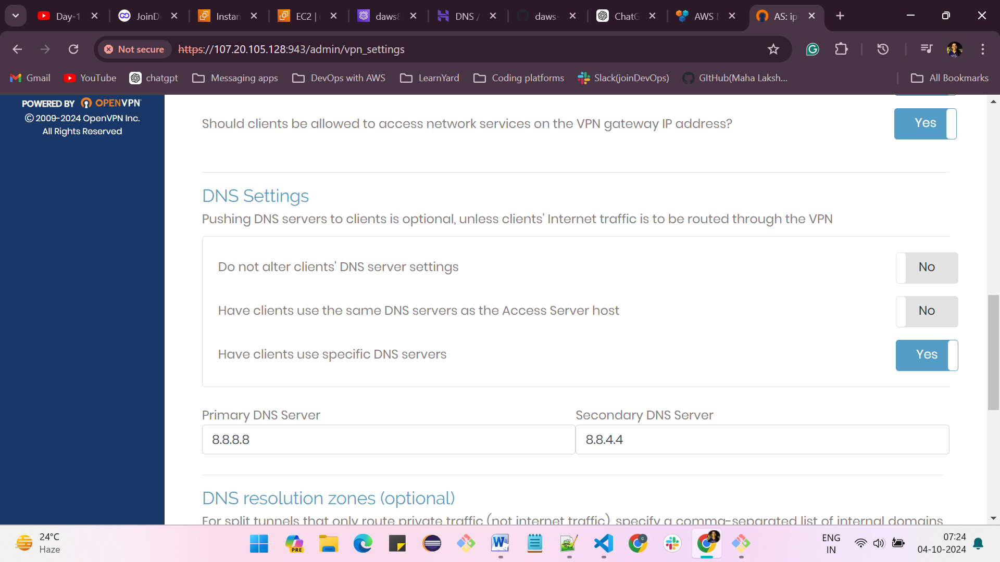 Day-1
JoinD
Instan
EC2 |
daws8
DNS /
daws-
ChatG
AWS
AS: ip
Not secure
https://107.20.105.128:943/admin/vpn_settings
Gmail
YouTube
chatgpt
Messaging apps
DevOps with AWS
LearnYard
Coding platforms
Slack(joinDevOps)
GItHub(Maha Laksh...
All Bookmarks
POWERED BY OPENVPN
© 2009-2024 OpenVPN Inc.
All Rights Reserved
Should clients be allowed to access network services on the VPN gateway IP address?
Yes
DNS Settings
Pushing DNS servers to clients is optional, unless clients' Internet traffic is to be routed through the VPN
Do not alter clients' DNS server settings
No
Have clients use the same DNS servers as the Access Server host
No
Have clients use specific DNS servers
Yes
Primary DNS Server
Secondary DNS Server
8.8.8.8
8.8.4.4
DNS resolution zones (optional)
For split tunnels that only route private traffic (not internet traffic), specify a comma-separated list of internal domains
24°C
Haze
PRE
ENG
IN
07:24
04-10-2024